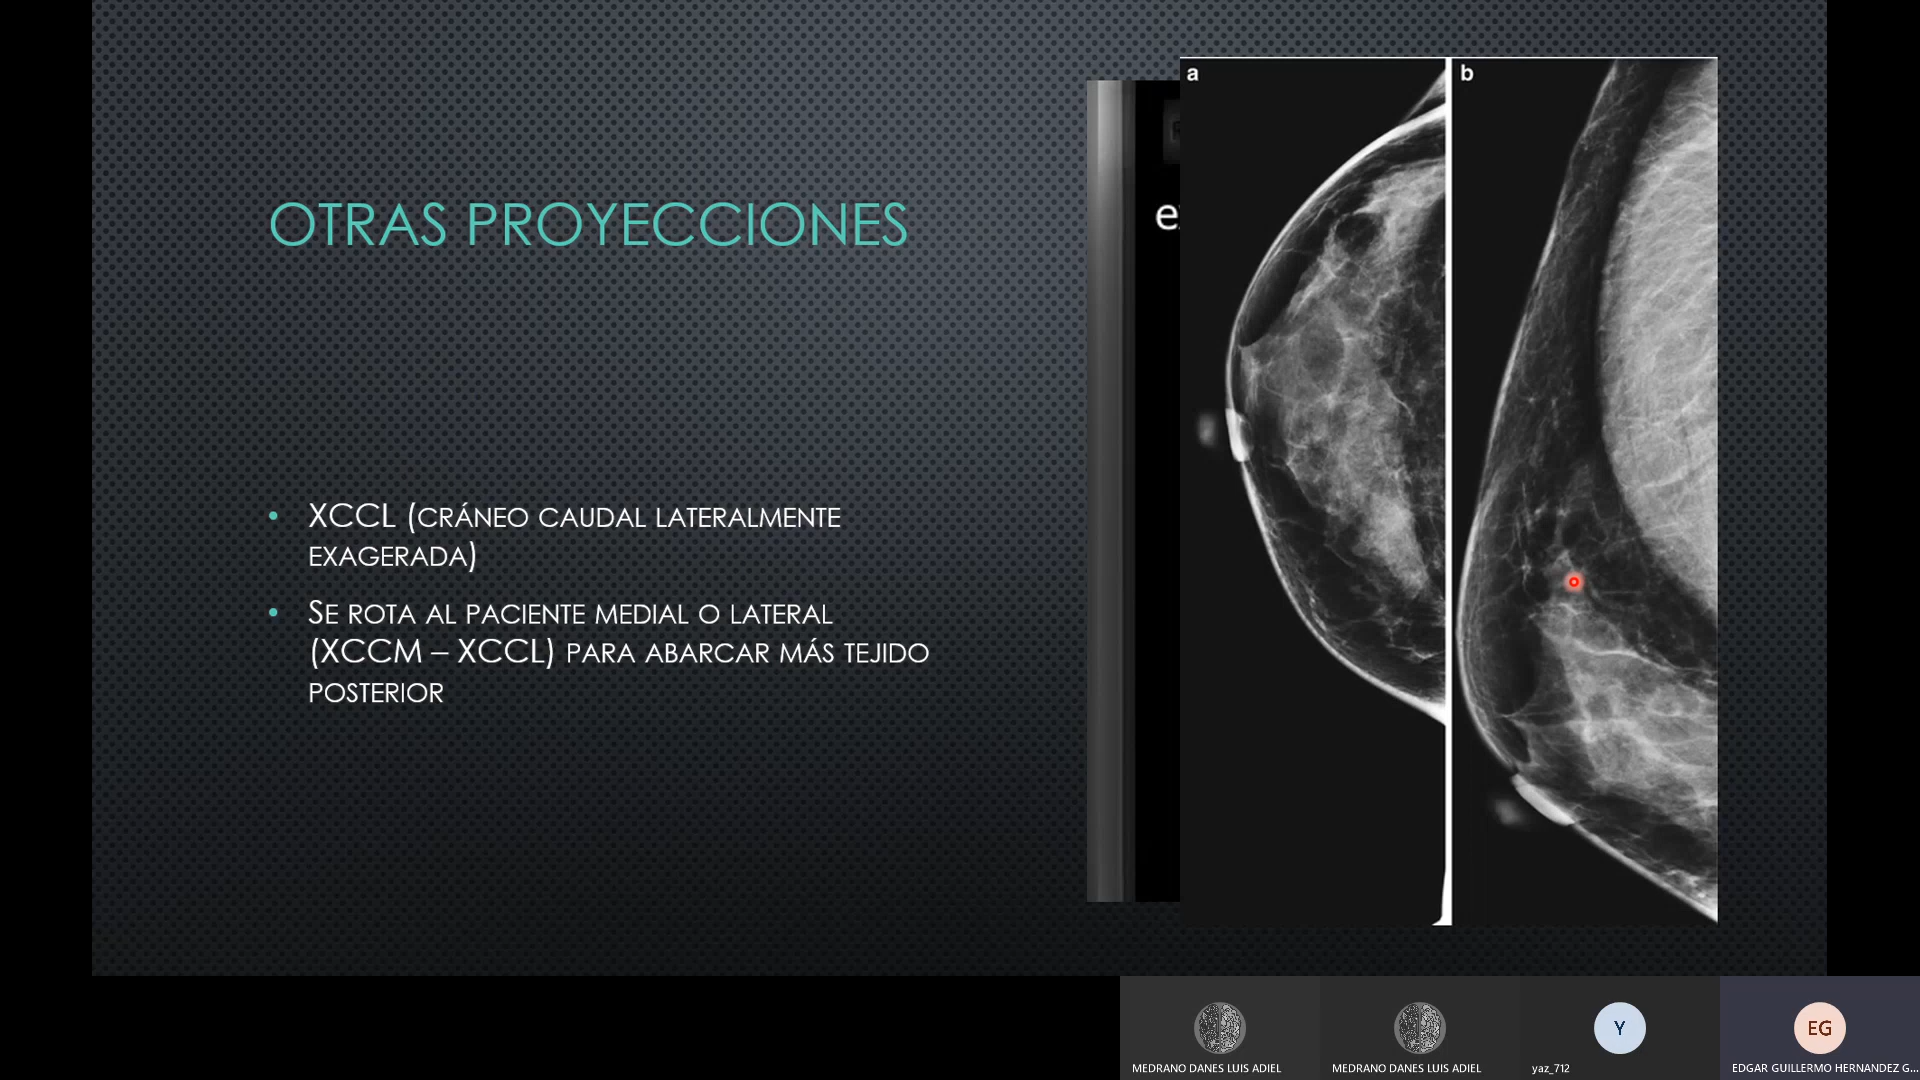 OTRAS PROYECCIONES
• XCCL (CRÁNEO CAUDAL LATERALMENTE
EXAGERADA)
• SE ROTA AL PACIENTE MEDIAL O LATERAL
(XCCM – XCCL) PARA ABARCAR MÁS TEJIDO
POSTERIOR
a
b
MEDRANO DANES LUIS ADIEL
MEDRANO DANES LUIS ADIEL
Y
yaz_712
EG
EDGAR GUILLERMO HERNANDEZ G...